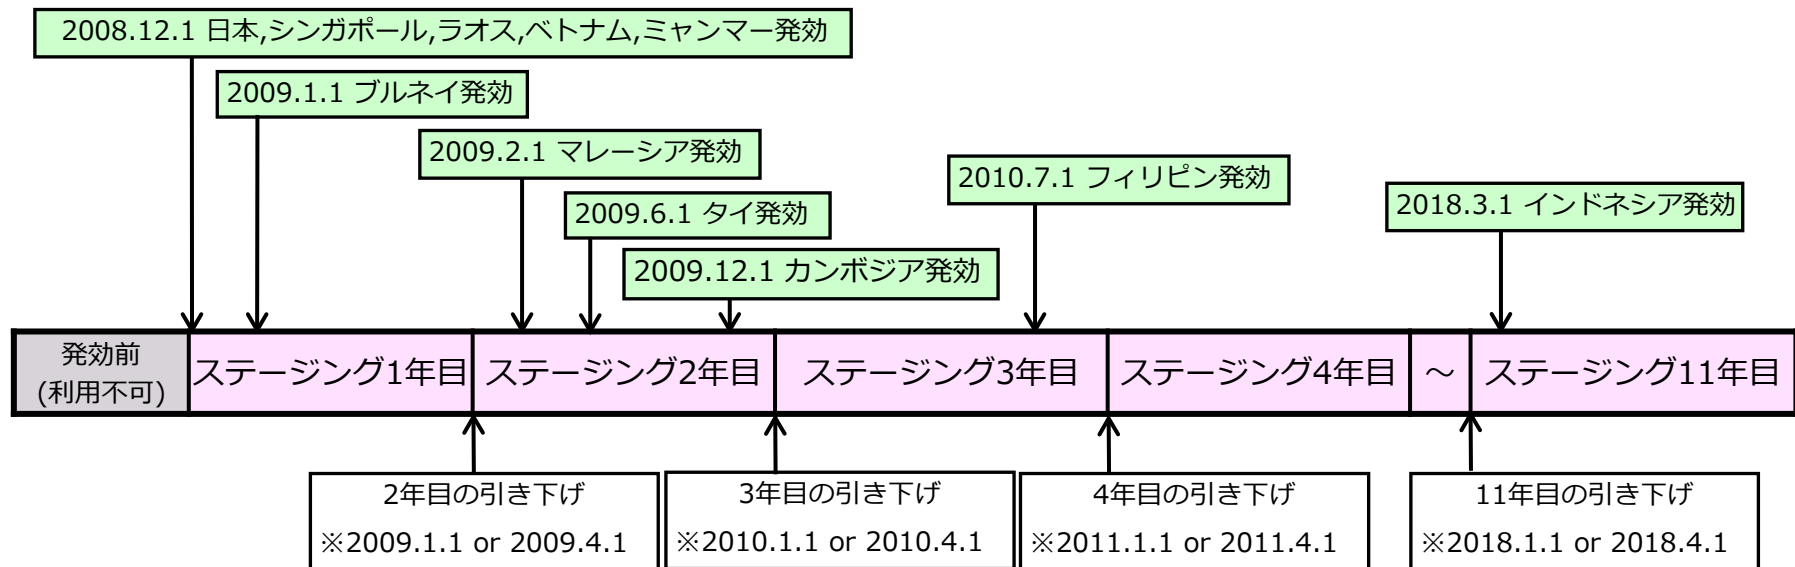 2008.12.1 日本,シンガポール,ラオス,ベトナム,ミャンマー発効
2009.1.1 ブルネイ発効
2009.2.1 マレーシア発効
2010.7.1 フィリピン発効
2009.6.1 タイ発効
2018.3.1 インドネシア発効
2009.12.1 カンボジア発効
発効前
(利用不可)
ステージング1年目
ステージング2年目
ステージング3年目
ステージング4年目
～
ステージング11年目
2年目の引き下げ
※2009.1.1 or 2009.4.1
3年目の引き下げ
※2010.1.1 or 2010.4.1
4年目の引き下げ
※2011.1.1 or 2011.4.1
11年目の引き下げ
※2018.1.1 or 2018.4.1